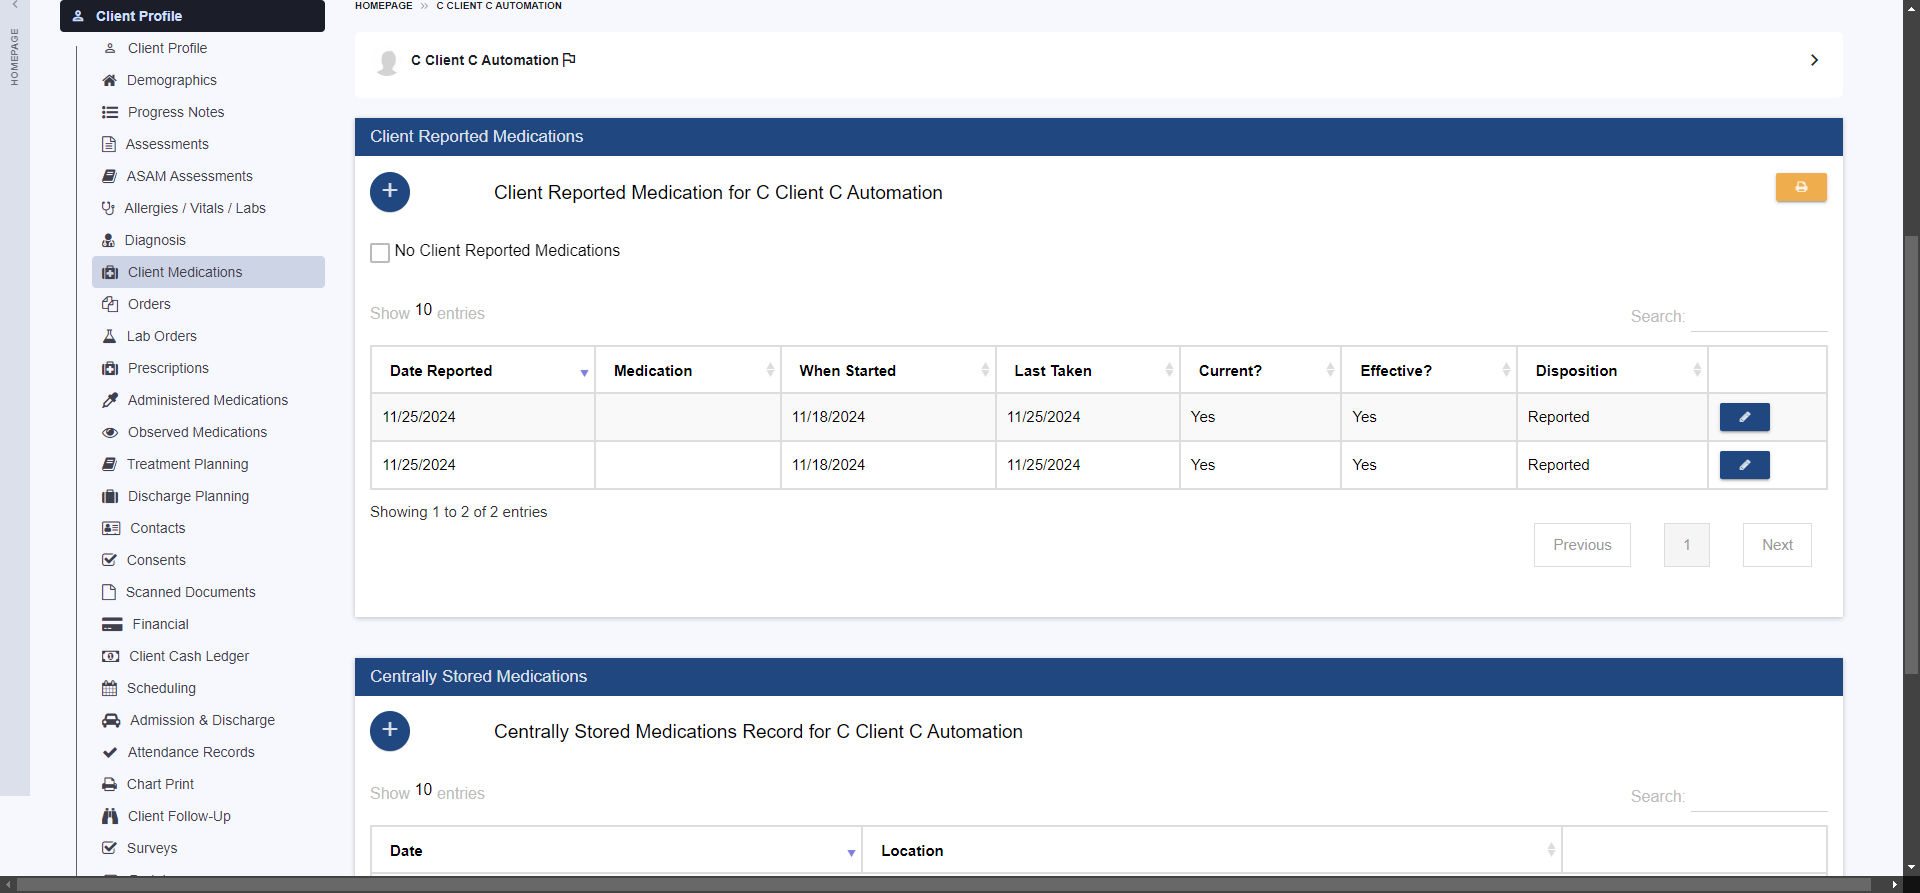 HOMEPAGE
Client Profile
Client Profile
Demographics
Progress Notes
Assessments
ASAM Assessments
Allergies / Vitals / Labs
Diagnosis
Client Medications
Orders
Lab Orders
Prescriptions
Administered Medications
Observed Medications
Treatment Planning
Discharge Planning
Contacts
Consents
Scanned Documents
Financial
Client Cash Ledger
Scheduling
Admission & Discharge
Attendance Records
Chart Print
Client Follow-Up
Surveys
HOMEPAGE » C CLIENT C AUTOMATION
C Client C Automation
Client Reported Medications
Client Reported Medication for C Client C Automation
No Client Reported Medications
Show 10 entries Search:
Date Reported Medication When Started Last Taken Current? Effective? Disposition
11/25/2024 11/18/2024 11/25/2024 Yes Yes Reported
11/25/2024 11/18/2024 11/25/2024 Yes Yes Reported
Showing 1 to 2 of 2 entries
Previous 1 Next
Centrally Stored Medications
Centrally Stored Medications Record for C Client C Automation
Show 10 entries Search:
Date Location